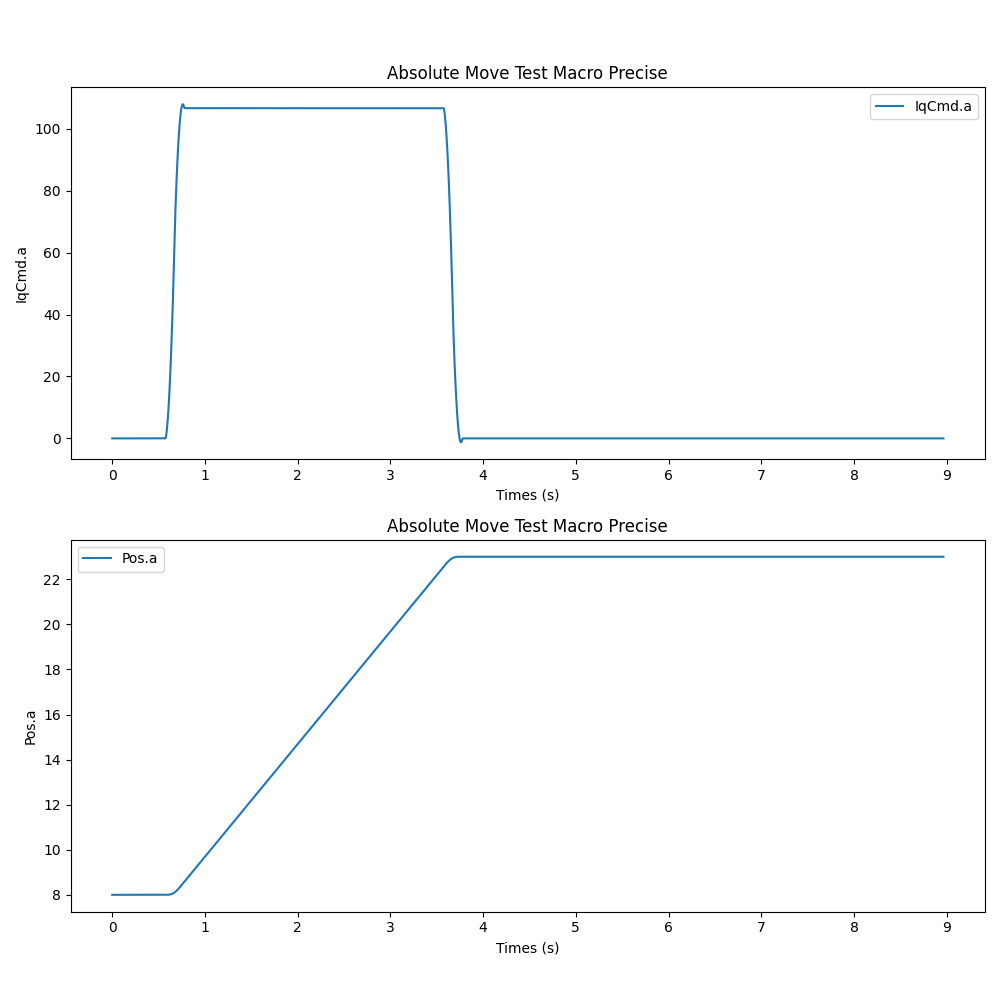 Absolute Move Test Macro Precise
IqCmd.a
100
80
60
40
20
0
IqCmd.a
0 1 2 3 4 5 6 7 8 9
Times (s)
Absolute Move Test Macro Precise
Pos.a
22
20
18
16
14
12
10
8
Pos.a
0 1 2 3 4 5 6 7 8 9
Times (s)